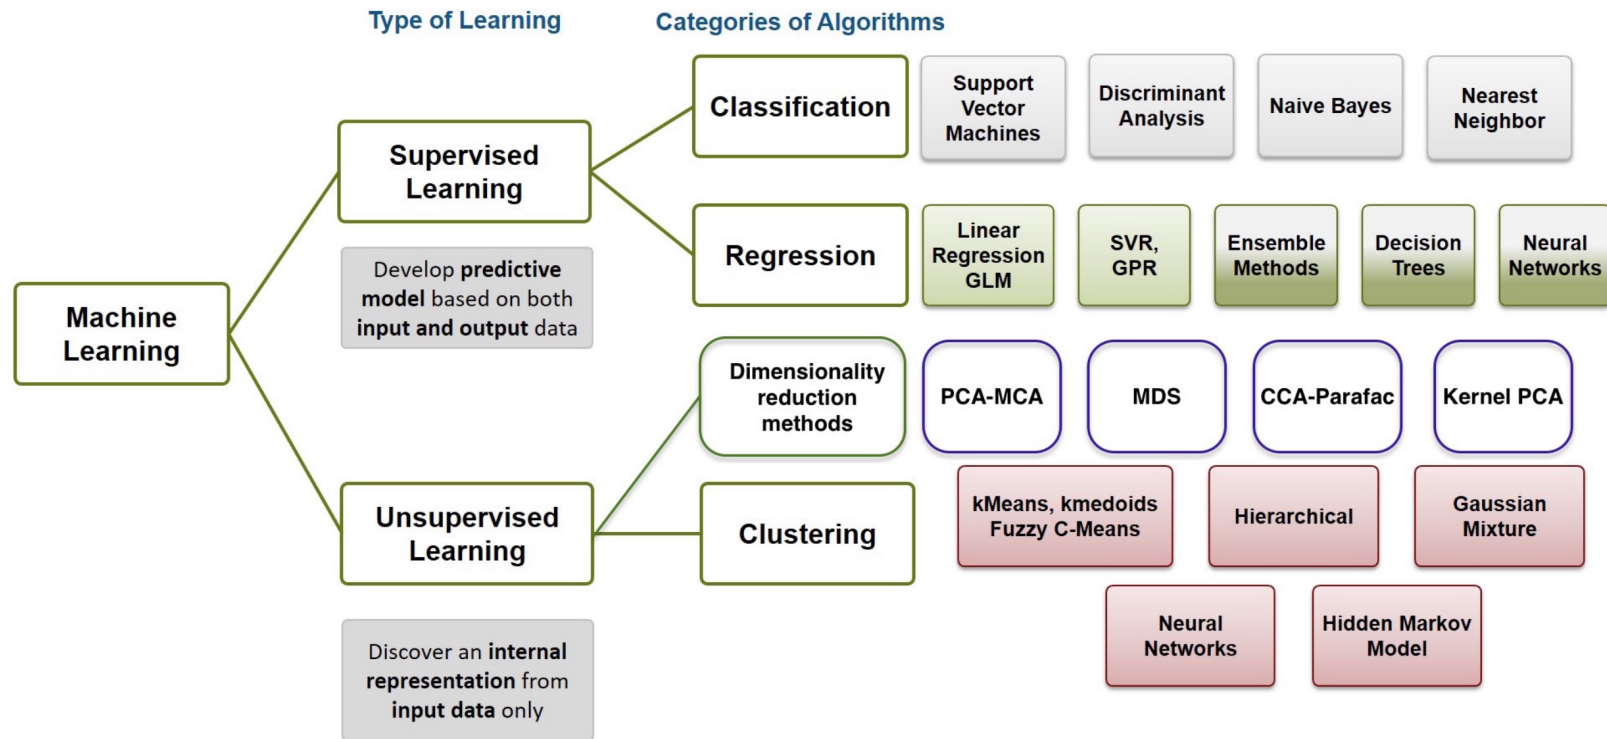 Type of Learning
Categories of Algorithms
Classification
Support
Vector
Machines
Discriminant
Analysis
Naive Bayes
Nearest
Neighbor
Supervised
Learning
Regression
Linear
Regression
GLM
SVR,
GPR
Ensemble
Methods
Decision
Trees
Neural
Networks
Develop predictive
model based on both
input and output data
Machine
Learning
Dimensionality
reduction
methods
PCA-MCA
MDS
CCA-Parafac
Kernel PCA
Unsupervised
Learning
Clustering
kMeans, kmedoids
Fuzzy C-Means
Hierarchical
Gaussian
Mixture
Neural
Networks
Hidden Markov
Model
Discover an internal
representation from
input data only